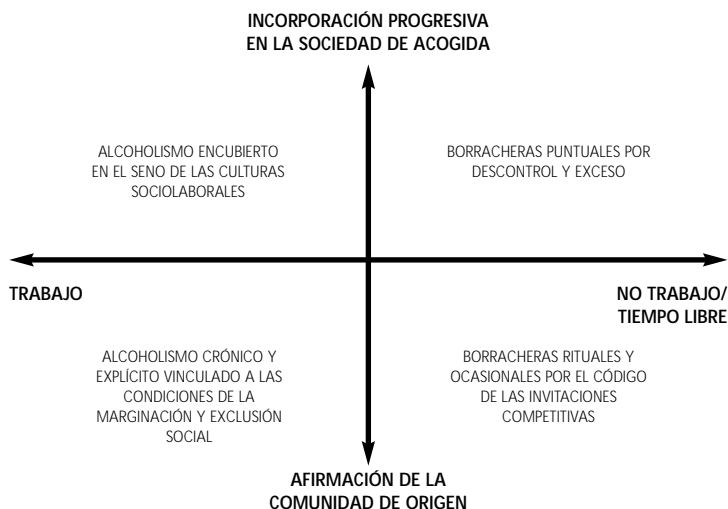 INCORPORACIÓN PROGRESIVA
EN LA SOCIEDAD DE ACOGIDA
ALCOHOLISMO ENCUBIERTO
EN EL SENO DE LAS CULTURAS
SOCIOLABORALES
BORRACHERAS PUNTUALES POR
DESCONTROL Y EXCESO
TRABAJO
NO TRABAJO/
TIEMPO LIBRE
ALCOHOLISMO CRÓNICO Y
EXPLÍCITO VINCULADO A LAS
CONDICIONES DE LA
MARGINACIÓN Y EXCLUSIÓN
SOCIAL
BORRACHERAS RITUALES Y
OCASIONALES POR EL CÓDIGO
DE LAS INVITACIONES
COMPETITIVAS
AFIRMACIÓN DE LA
COMUNIDAD DE ORIGEN